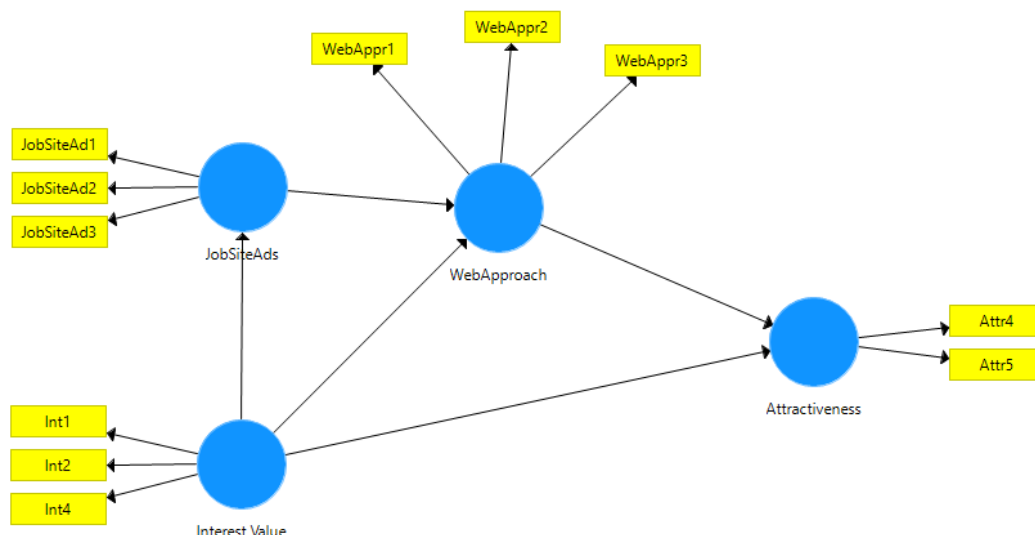 WebAppr1
WebAppr2
WebAppr3
JobSiteAd1
JobSiteAd2
JobSiteAd3
JobSiteAds
WebApproach
Attr4
Attr5
Attractiveness
Int1
Int2
Int4
Interest Value